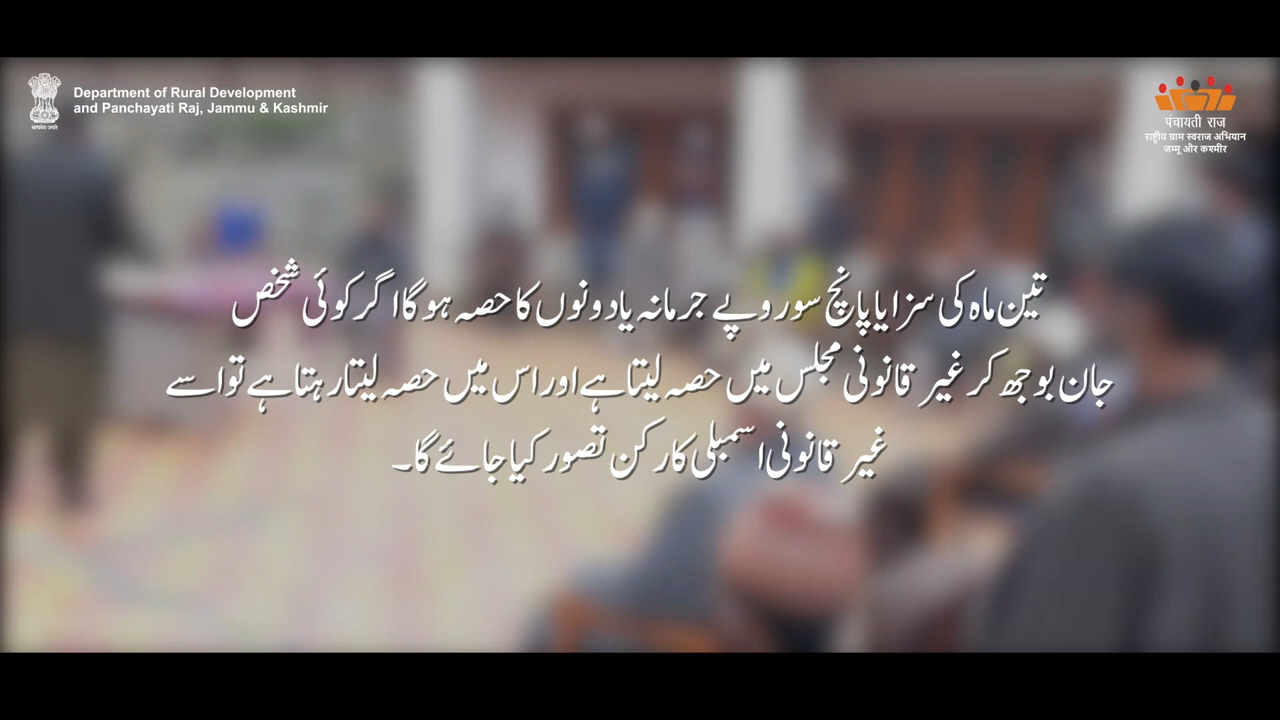 Department of Rural Development
and Panchayati Raj, Jammu & Kashmir
सत्यमेव जयते
पंचायती राज
राष्ट्रीय ग्राम स्वराज अभियान
जम्मू और कश्मीर
تین ماہ کی سزا یا پانچ سو روپے جرمانہ یا دونوں کا حصہ ہوگا اگر کوئی شخص
جان بوجھ کر غیر قانونی مجلس میں حصہ لیتا ہے اور اس میں حصہ لیتا رہتا ہے تو اسے
غیر قانونی اسمبلی کا رکن تصور کیا جائے گا۔